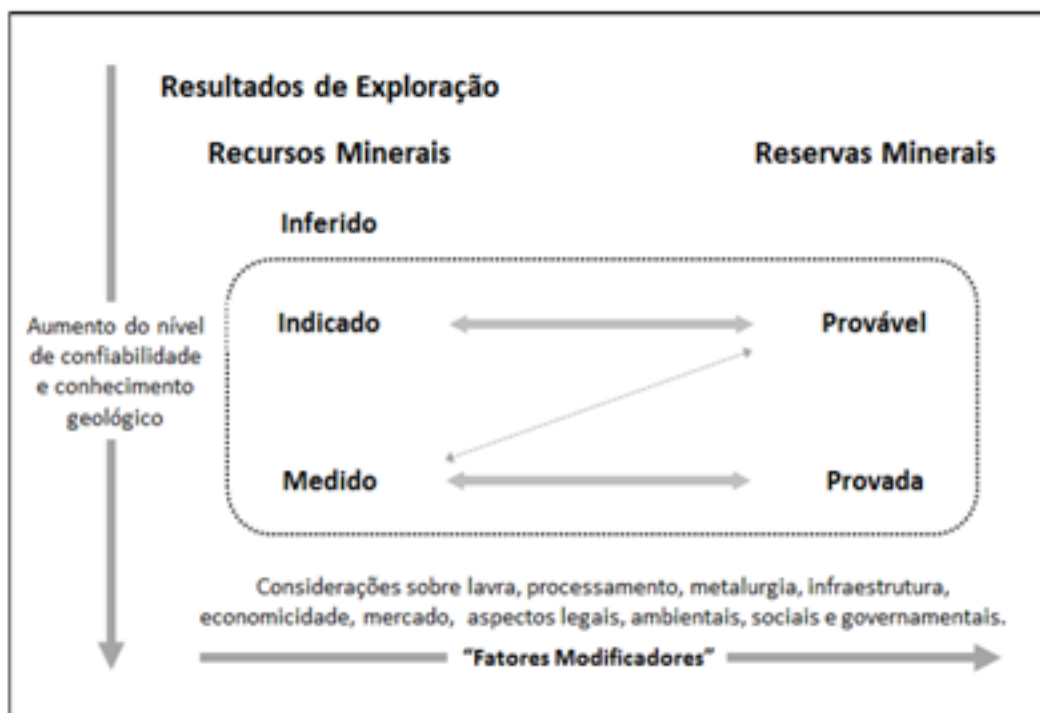 Resultados de Exploração
Recursos Minerais
Reservas Minerais
Inferido
Indicado
Provável
Aumento do nível
de confiabilidade
e conhecimento
geológico
Medido
Provada
Considerações sobre lavra, processamento, metalurgia, infraestrutura,
economicidade, mercado, aspectos legais, ambientais, sociais e governamentais.
"Fatores Modificadores"